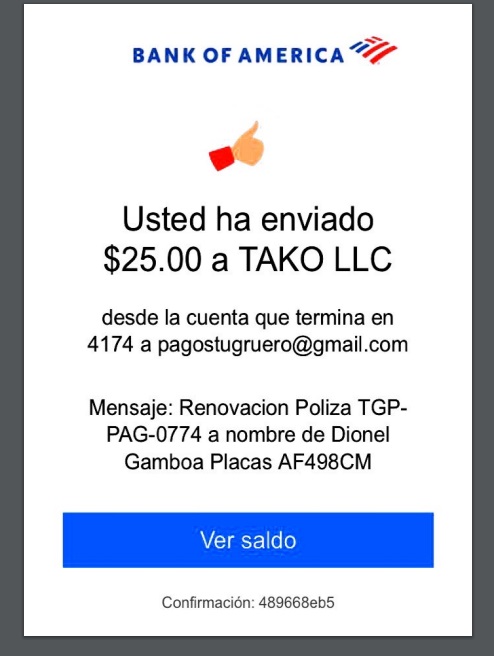 BANK OF AMERICA
Usted ha enviado
$25.00 a TAKO LLC
desde la cuenta que termina en
4174 a pagostugruero@gmail.com
Mensaje: Renovacion Poliza TGP-
PAG-0774 a nombre de Dionel
Gamboa Placas AF498CM
Ver saldo
Confirmación: 489668eb5